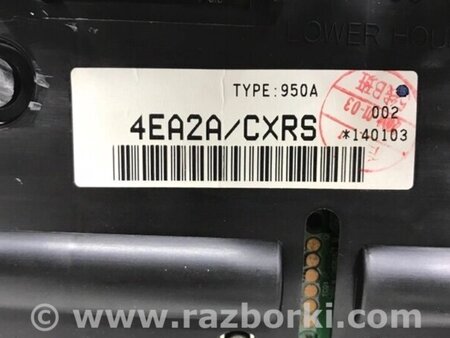 LOWER HOU
TYPE:950A
002
4EA2A/CXRS
*140103
© www.razborki.com